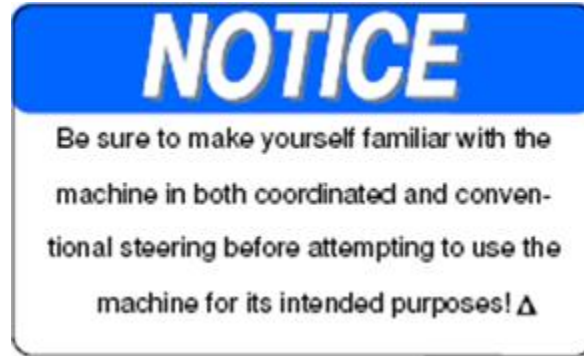 NOTICE
Be sure to make yourself familiar with the
machine in both coordinated and conven-
tional steering before attempting to use the
machine for its intended purposes! Δ